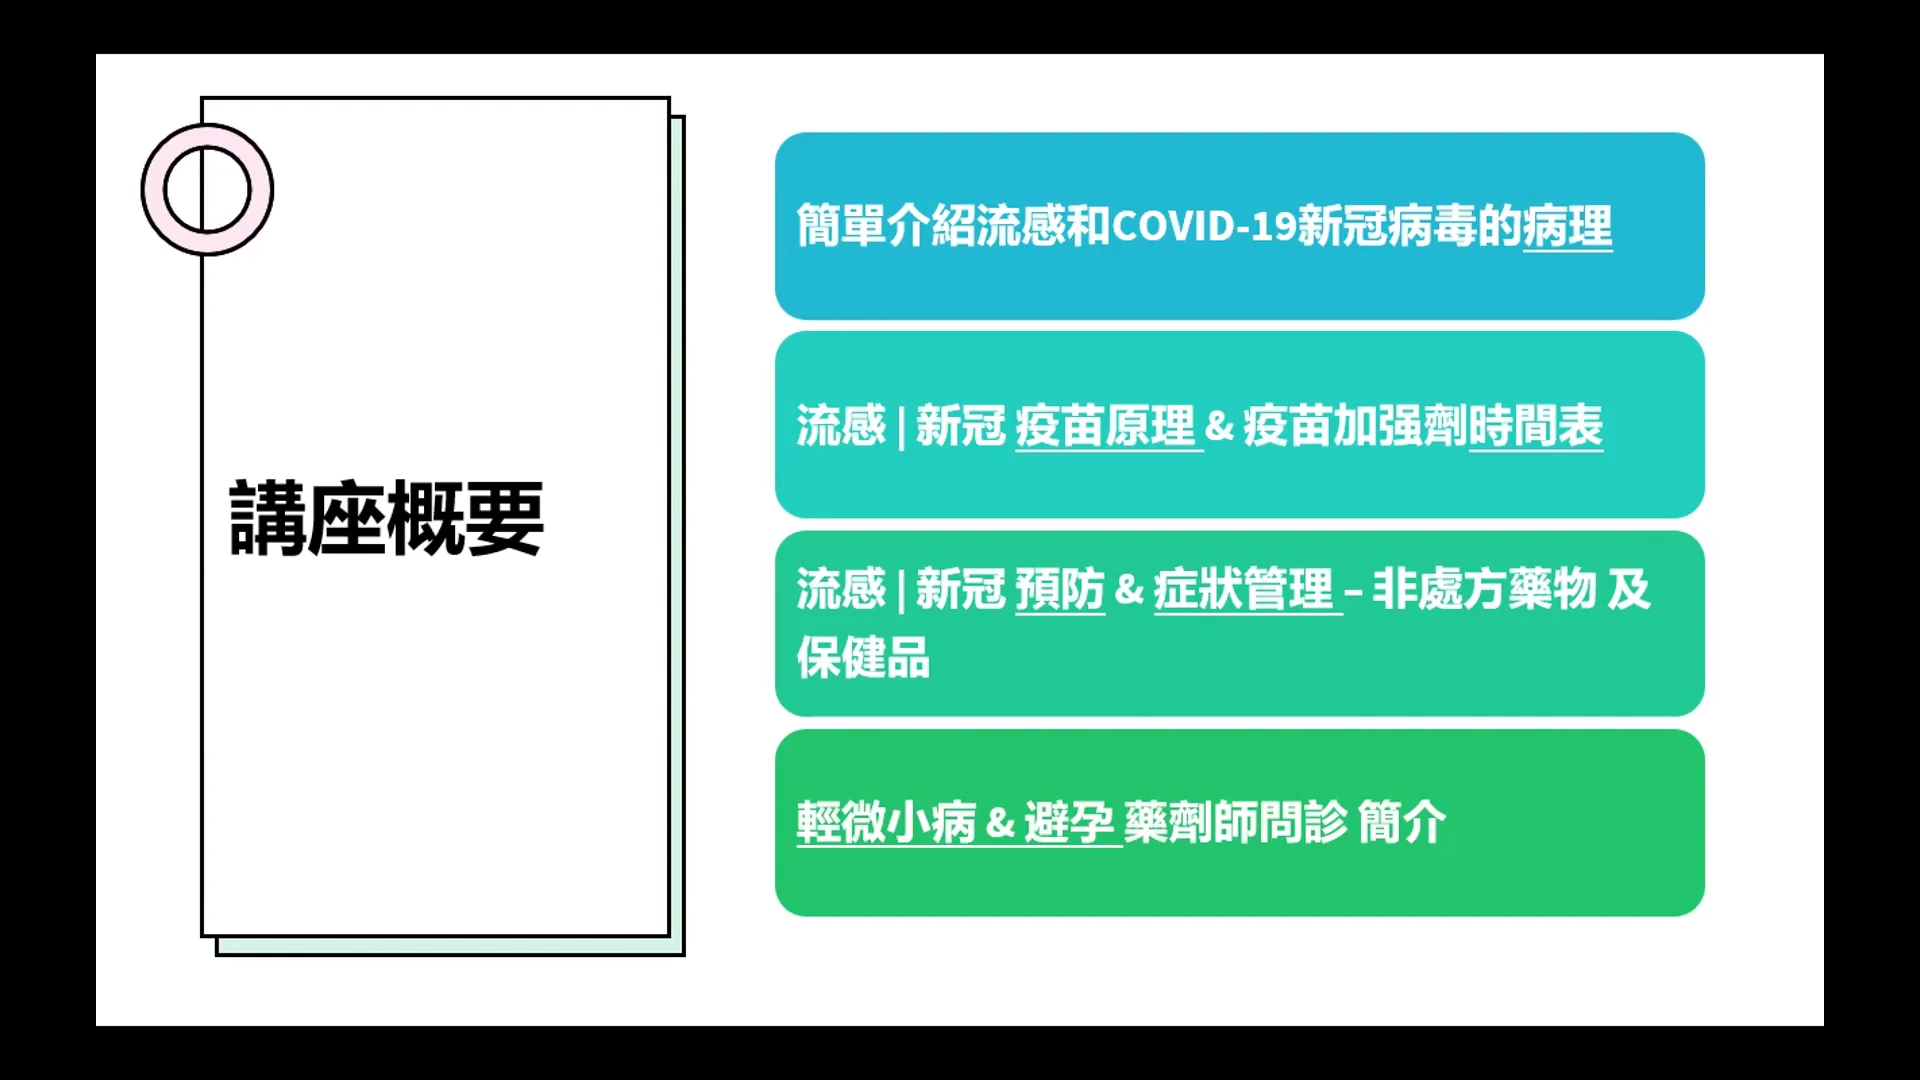 講座概要
簡單介紹流感和COVID-19新冠病毒的病理
流感 | 新冠 疫苗原理 & 疫苗加强劑時間表
流感 | 新冠 預防 & 症狀管理 – 非處方藥物 及
保健品
輕微小病 & 避孕 藥劑師問診 簡介